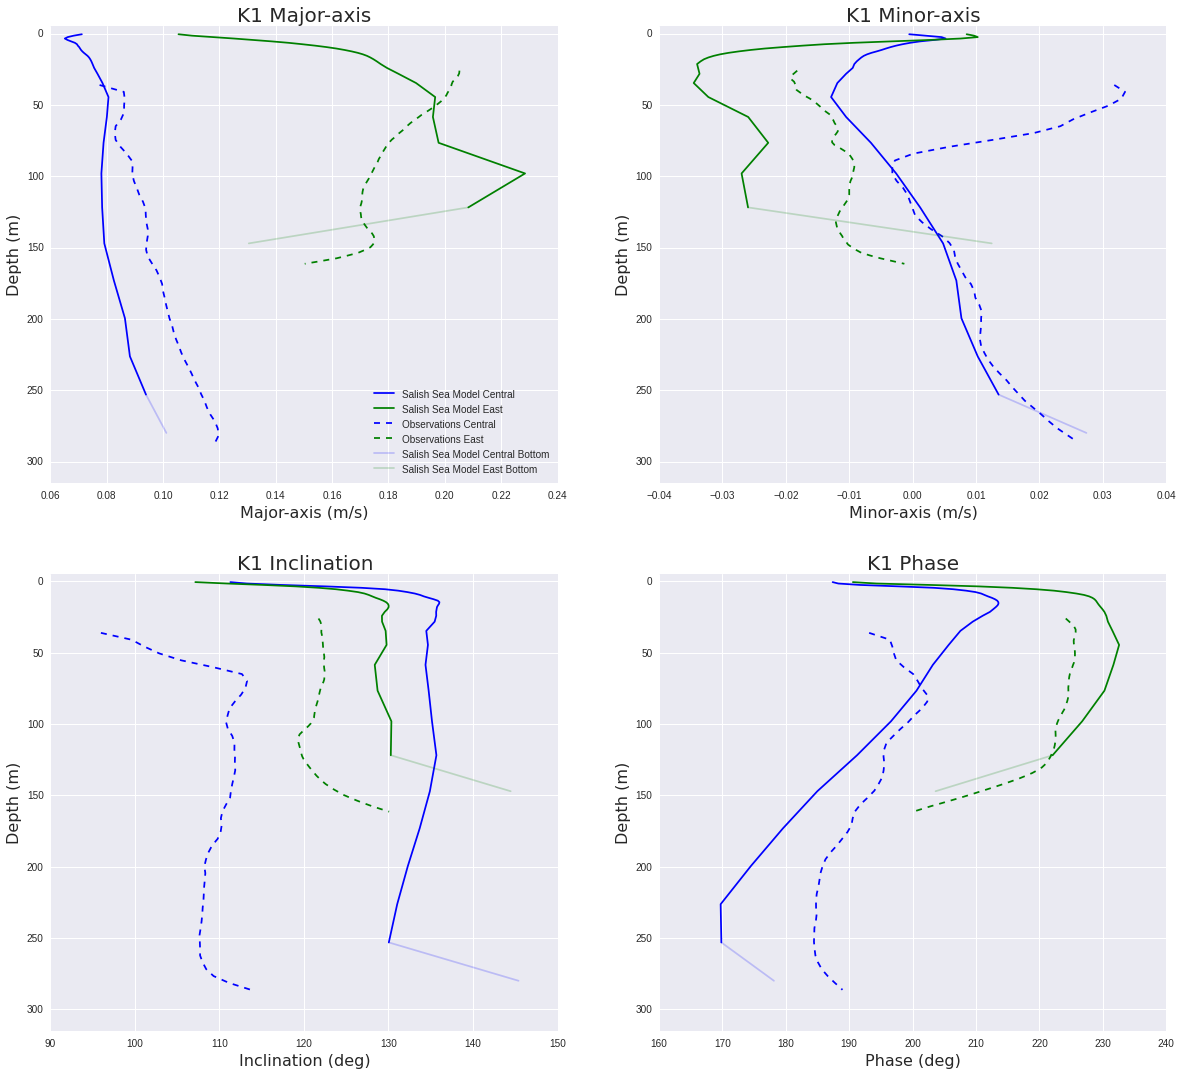 K1 Major-axis
0
50
100
150
200
250
300
Depth (m)
Salish Sea Model Central
Salish Sea Model East
Observations Central
Observations East
Salish Sea Model Central Bottom
Salish Sea Model East Bottom
0.06 0.08 0.10 0.12 0.14 0.16 0.18 0.20 0.22 0.24
Major-axis (m/s)
K1 Minor-axis
0
50
100
150
200
250
300
Depth (m)
−0.04 −0.03 −0.02 −0.01 0.00 0.01 0.02 0.03 0.04
Minor-axis (m/s)
K1 Inclination
0
50
100
150
200
250
300
Depth (m)
90 100 110 120 130 140 150
Inclination (deg)
K1 Phase
0
50
100
150
200
250
300
Depth (m)
160 170 180 190 200 210 220 230 240
Phase (deg)